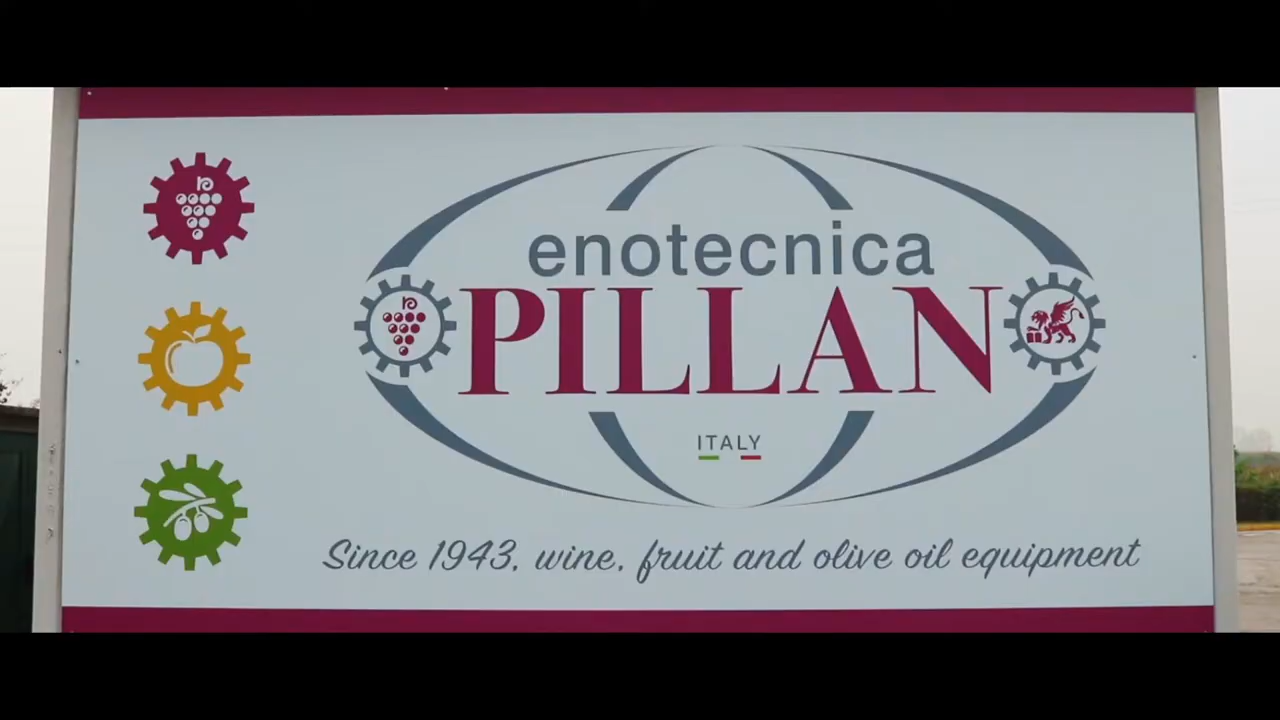 enotecnica
PILLAN
ITALY
Since 1943, wine, fruit and olive oil equipment